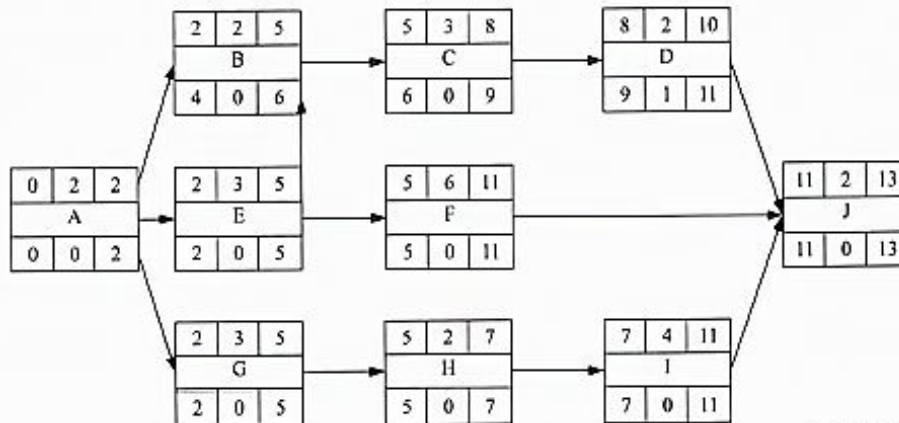 2 2 5
B
4 0 6
5 3 8
C
6 0 9
8 2 10
D
9 1 11
0 2 2
A
0 0 2
2 3 5
E
2 0 5
5 6 11
F
5 0 11
11 2 13
J
11 0 13
2 3 5
G
2 0 5
5 2 7
H
5 0 7
7 4 11
I
7 0 11